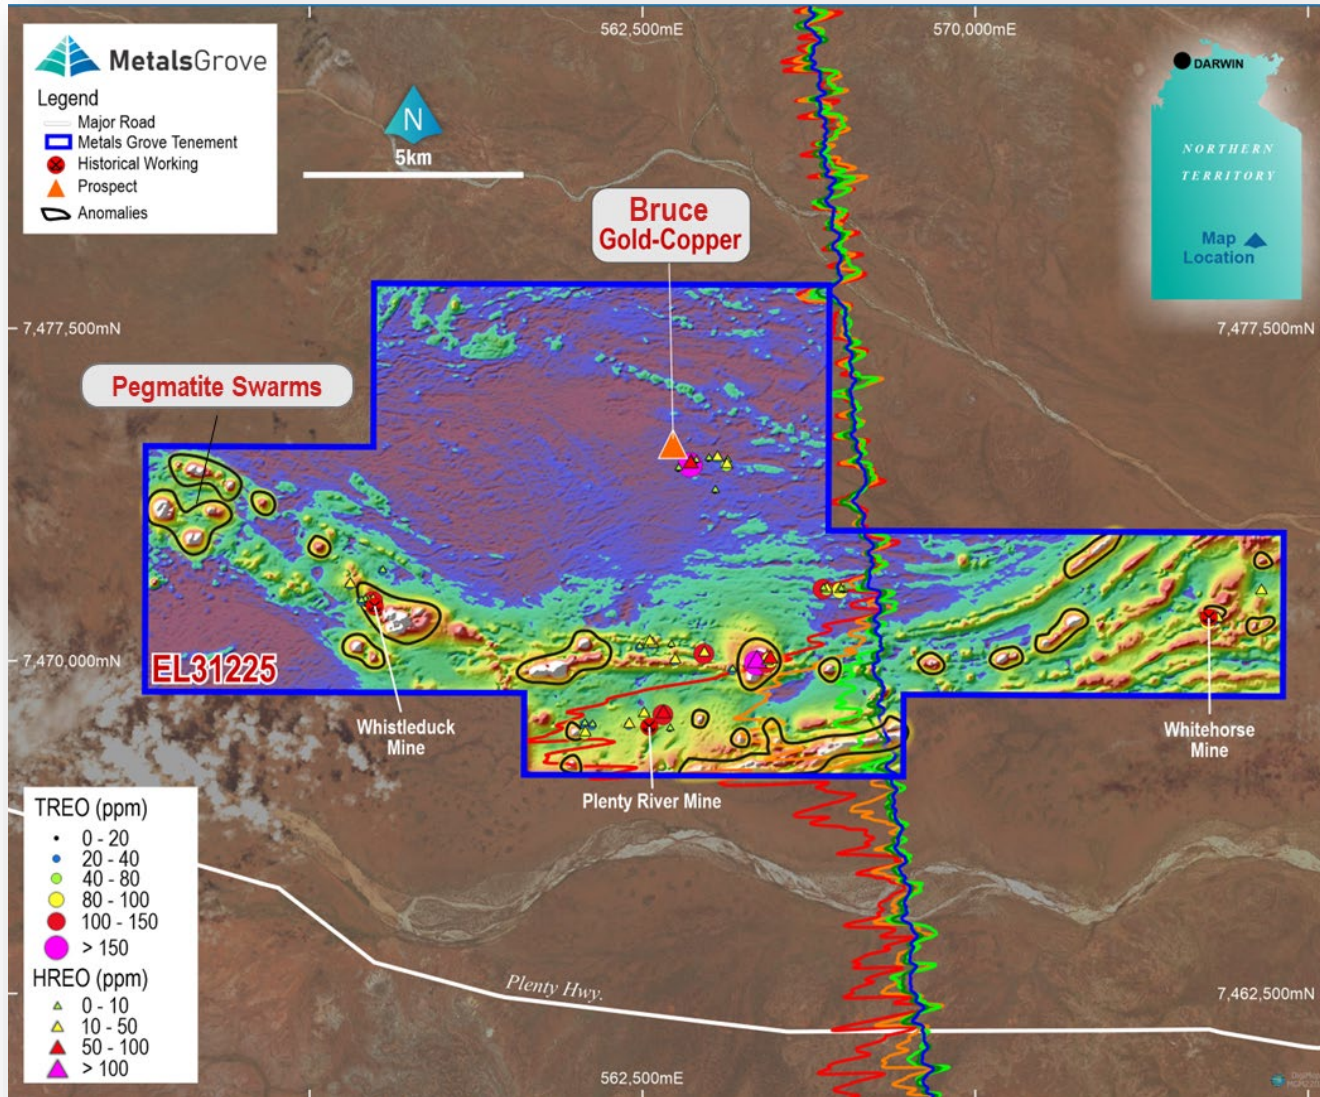 MetalsGrove
Legend
Major Road
Metals Grove Tenement
Historical Working
Prospect
Anomalies
N
5km
562,500mE
570,000mE
DARWIN
NORTHERN
TERRITORY
Map
Location
Bruce
Gold-Copper
7,477,500mN
7,477,500mN
Pegmatite Swarms
7,470,000mN
EL31225
Whistleduck
Mine
Plenty River Mine
Whitehorse
Mine
TREO (ppm)
0 - 20
20 - 40
40 - 80
80 - 100
100 - 150
> 150
HREO (ppm)
0 - 10
10 - 50
50 - 100
> 100
Plenty Hwy.
7,462,500mN
562,500mE